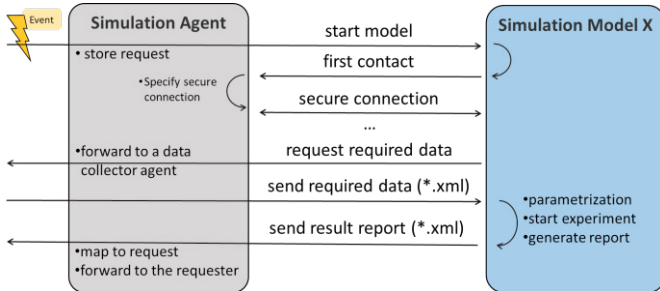 Event
Simulation Agent
Simulation Model X
start model
•store request
first contact
•Specify secure
connection
secure connection
...
•forward to a data
collector agent
request required data
send required data (*.xml)
•parametrization
•start experiment
•generate report
send result report (*.xml)
•map to request
•forward to the requester